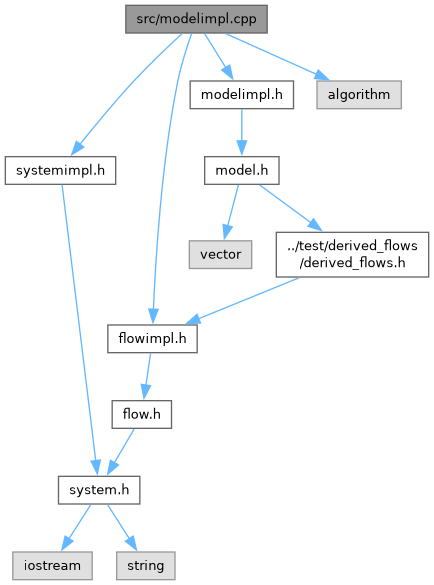 src/modelimpl.cpp
modelimpl.h
algorithm
systemimpl.h
model.h
vector
../test/derived_flows
/derived_flows.h
flowimpl.h
flow.h
system.h
iostream
string